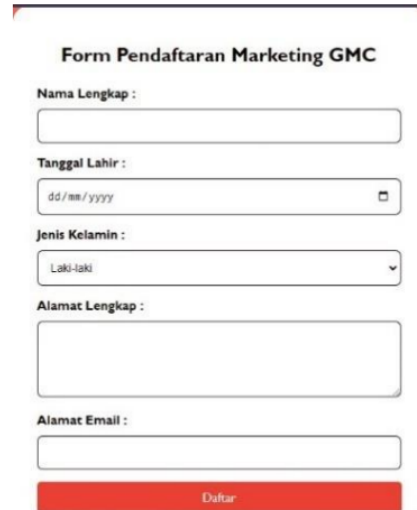 Form Pendaftaran Marketing GMC
Nama Lengkap :
Tanggal Lahir :
dd/mm/yyyy
Jenis Kelamin :
Laki-laki
Alamat Lengkap :
Alamat Email :
Daftar